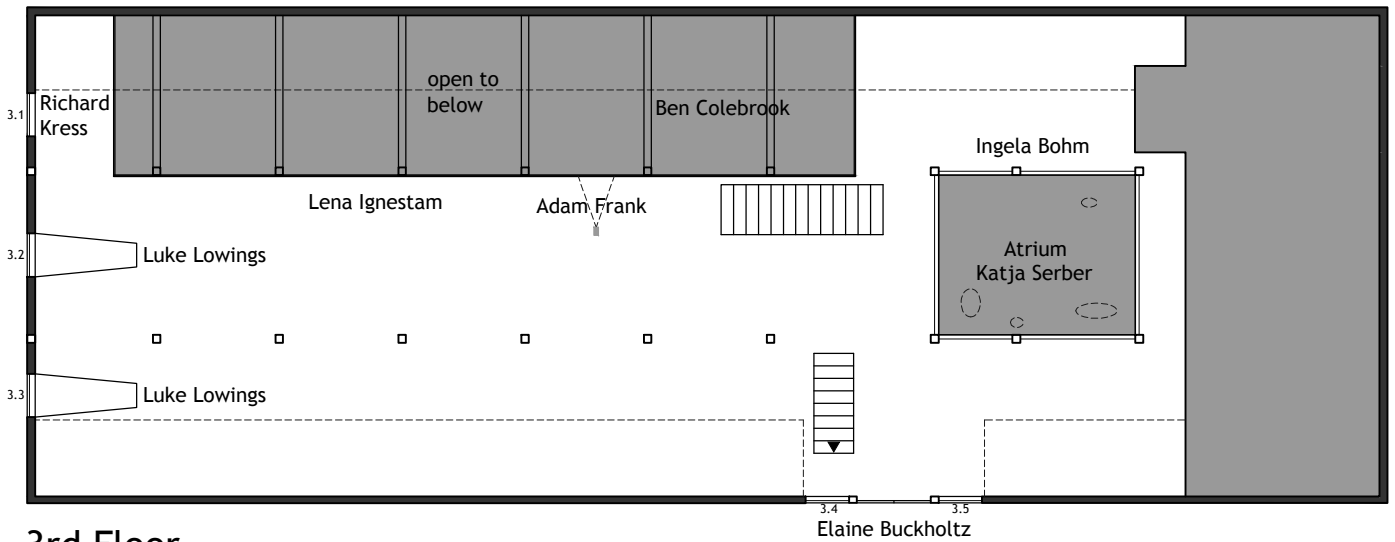 open to
below
Ben Colebrook
3.1
Richard
Kress
Ingela Bohm
Lena Ignestam
Adam Frank
3.2
Luke Lowings
Atrium
Katja Serber
3.3
Luke Lowings
3.4
3.5
Elaine Buckholtz
3rd Floor